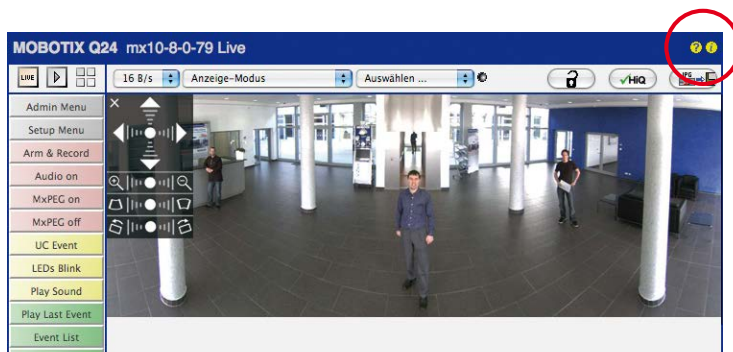 MOBOTIX Q24 mx10-8-0-79 Live
? i
LIVE
16 B/s
Anzeige-Modus
Auswählen ...
HiQ
JPG
Admin Menu
Setup Menu
Arm & Record
Audio on
MxPEG on
MxPEG off
UC Event
LEDs Blink
Play Sound
Play Last Event
Event List